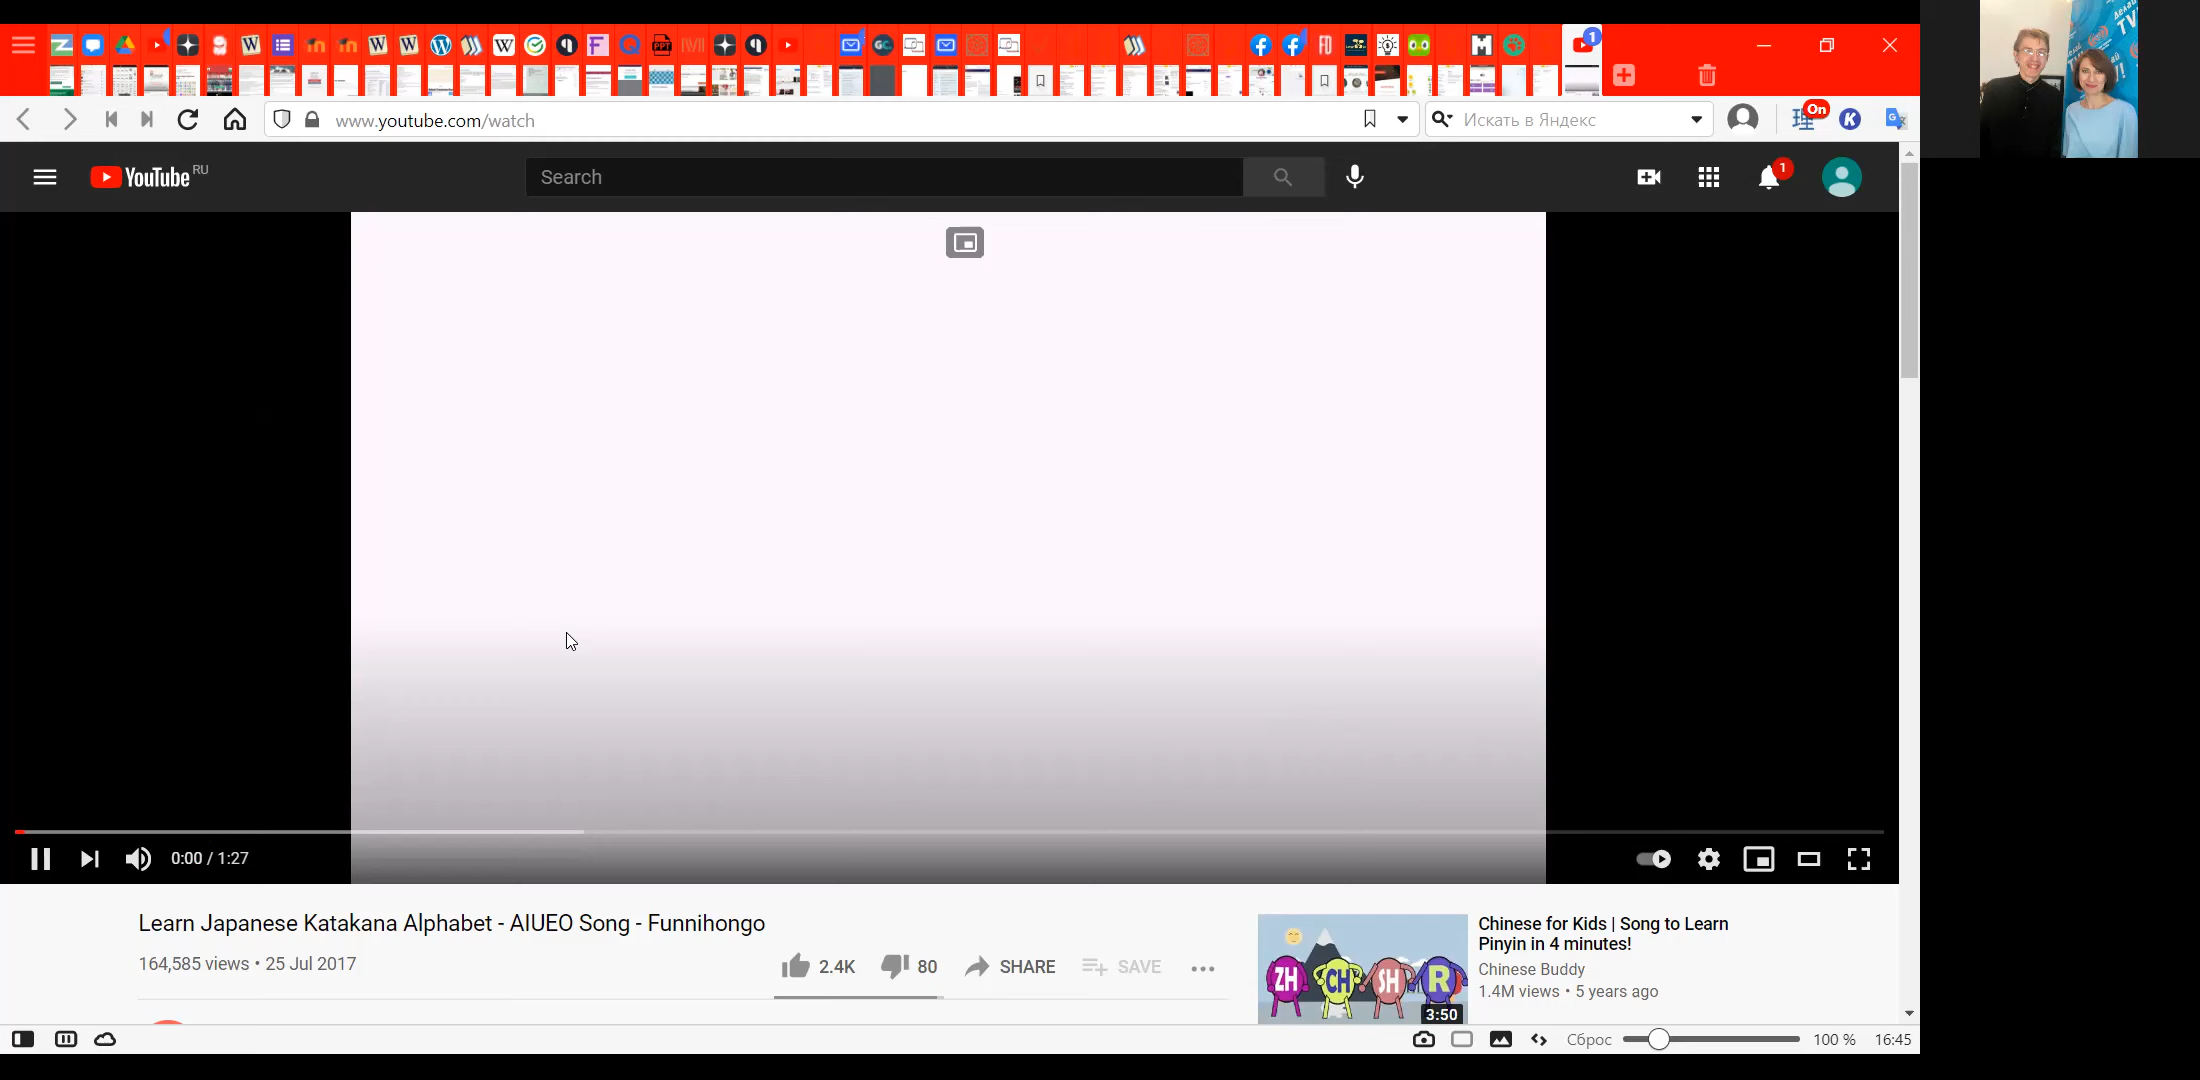 www.youtube.com/watch
Искать в Яндекс
On
YouTube RU
Search
1
1
0:00 / 1:27
Learn Japanese Katakana Alphabet - AIUEO Song - Funnihongo
164,585 views • 25 Jul 2017
2.4K
80
SHARE
SAVE
ZH CH SH R
3:50
Chinese for Kids | Song to Learn
Pinyin in 4 minutes!
Chinese Buddy
1.4M views • 5 years ago
Сброс
100 %
16:45